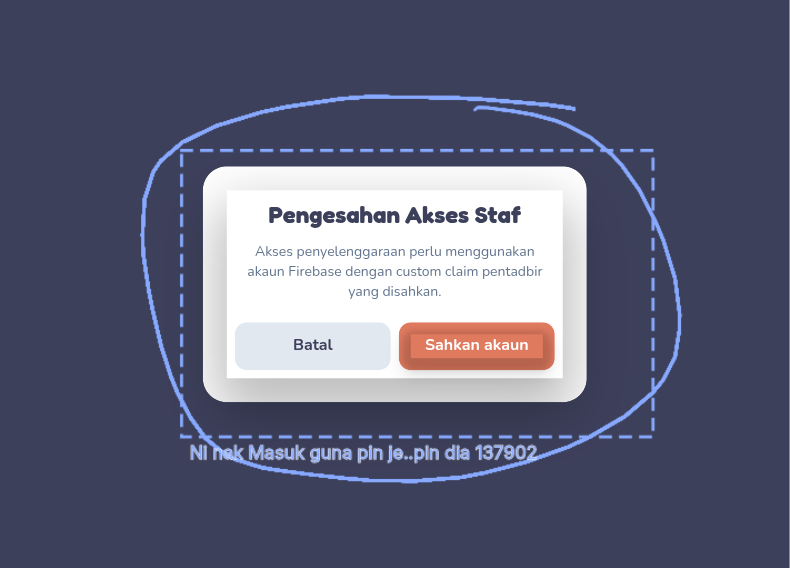 Pengesahan Akses Staf
Akses penyelenggaraan perlu menggunakan
akaun Firebase dengan custom claim pentadbir
yang disahkan.
Batal
Sahkan akaun
Ni nak Masuk guna pin je..pin dia 137902